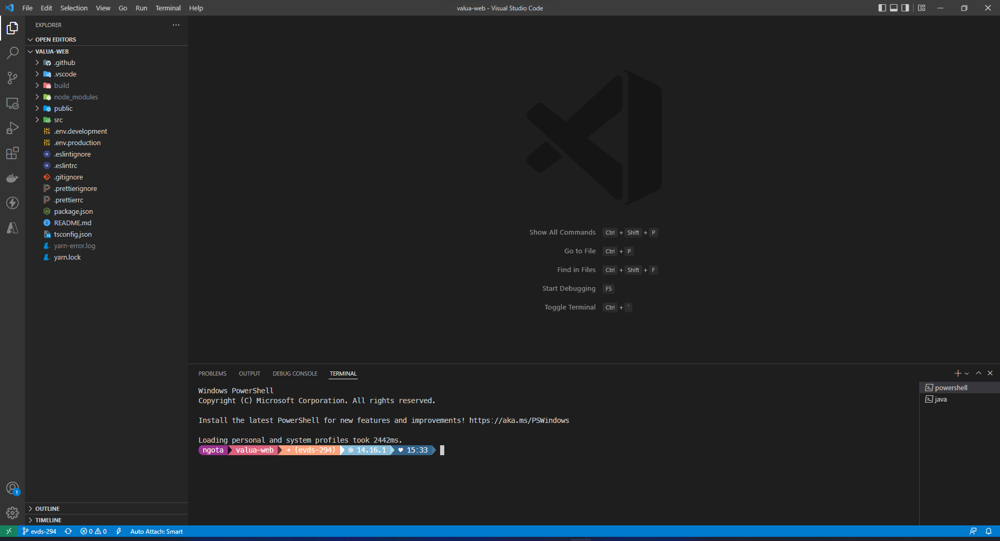 File Edit Selection View Go Run Terminal Help
valua-web - Visual Studio Code
EXPLORER
OPEN EDITORS
VALUA-WEB
.github
.vscode
build
node_modules
public
src
.env.development
.env.production
.eslintignore
.eslintrc
.gitignore
.prettierignore
.prettierrc
package.json
README.md
tsconfig.json
yarn-error.log
yarn.lock
OUTLINE
TIMELINE
Show All Commands Ctrl + Shift + P
Go to File Ctrl + P
Find in Files Ctrl + Shift + F
Start Debugging F5
Toggle Terminal Ctrl + `
PROBLEMS OUTPUT DEBUG CONSOLE TERMINAL
Windows PowerShell
Copyright (C) Microsoft Corporation. All rights reserved.
Install the latest PowerShell for new features and improvements! https://aka.ms/PSWindows
Loading personal and system profiles took 2442ms.
ngota valua-web → (evds-294) 14.16.1 ♥ 15:33
powershell
java
1
evds-294 0 0 Auto Attach: Smart